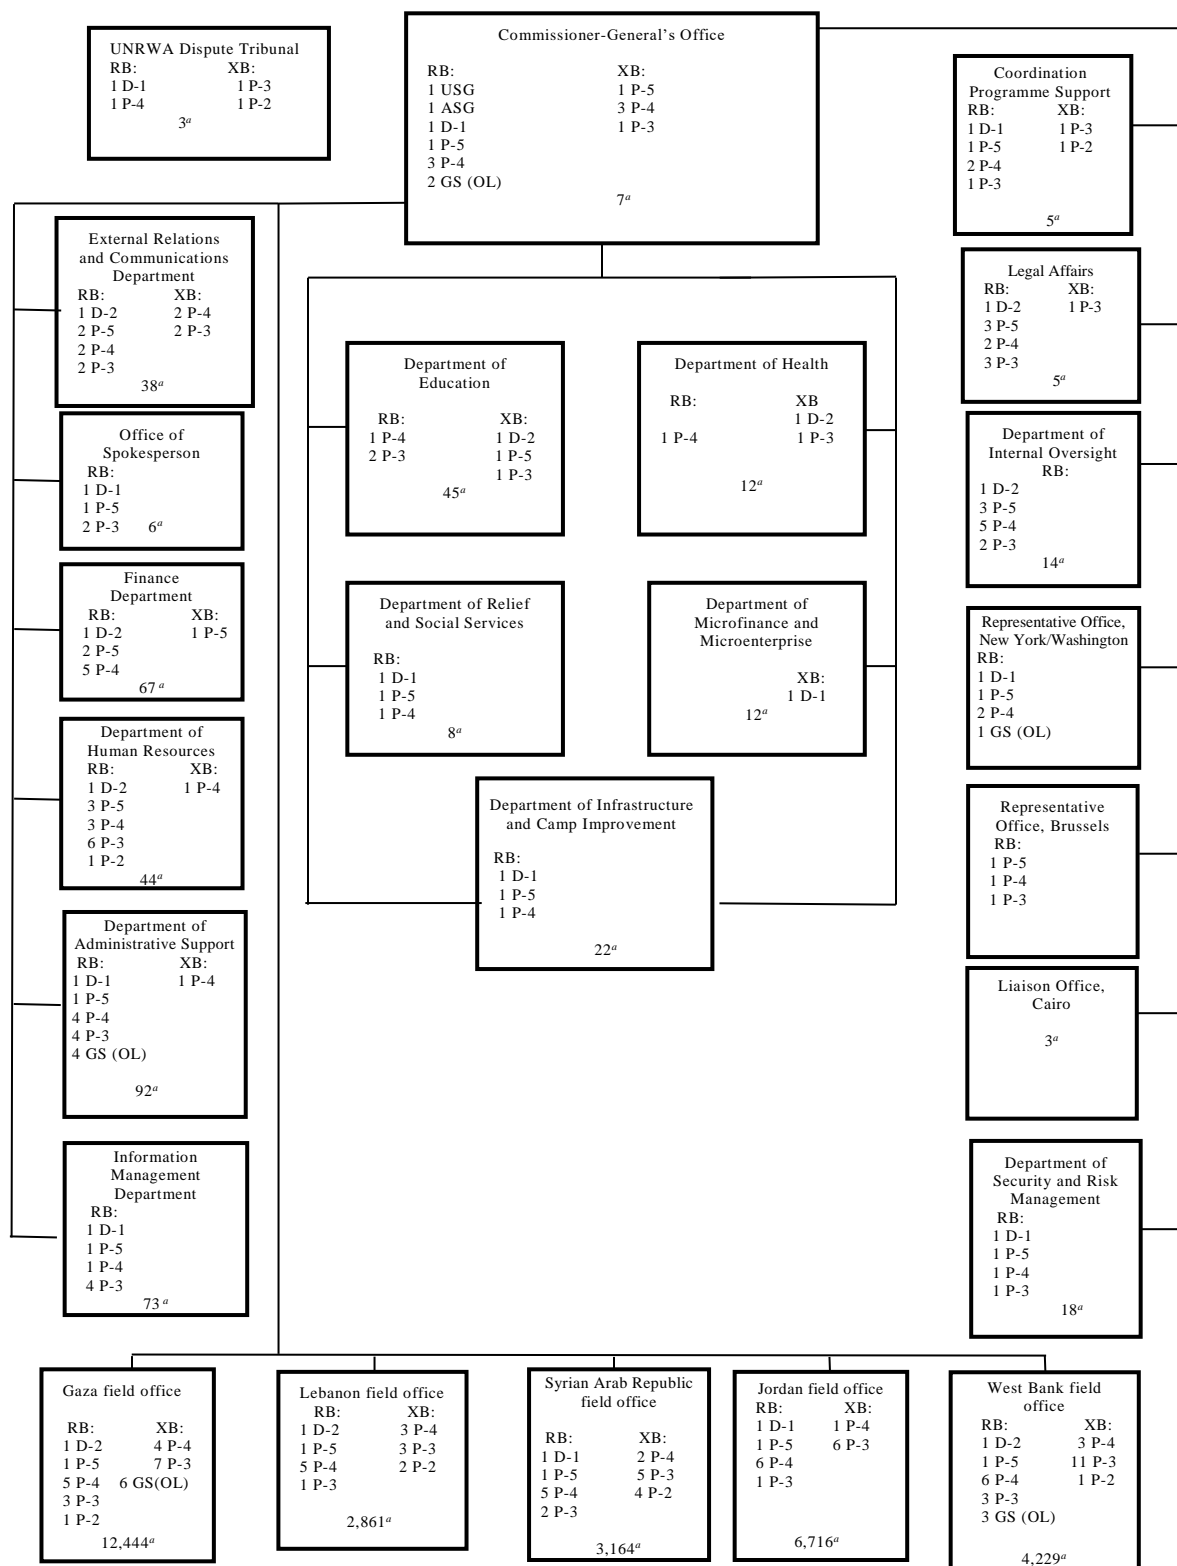 UNRWA Dispute Tribunal
RB: XB:
1 D-1 1 P-3
1 P-4 1 P-2
3a
Commissioner-General's Office
RB: XB:
1 USG 1 P-5
1 ASG 3 P-4
1 D-1 1 P-3
1 P-5
3 P-4
2 GS (OL)
7a
Coordination
Programme Support
RB: XB:
1 D-1 1 P-3
1 P-5 1 P-2
2 P-4
1 P-3
5a
External Relations
and Communications
Department
RB: XB:
1 D-2 2 P-4
2 P-5 2 P-3
2 P-4
2 P-3
38a
Legal Affairs
RB: XB:
1 D-2 1 P-3
3 P-5
2 P-4
3 P-3
5a
Department of
Education
RB: XB:
1 P-4 1 D-2
2 P-3 1 P-5
1 P-3
45a
Department of Health
RB: XB
1 D-2
1 P-4 1 P-3
12a
Office of
Spokesperson
RB:
1 D-1
1 P-5
2 P-3 6a
Department of
Internal Oversight
RB:
1 D-2
3 P-5
5 P-4
2 P-3
14a
Finance
Department
RB: XB:
1 D-2 1 P-5
2 P-5
5 P-4
67 a
Department of Relief
and Social Services
RB:
1 D-1
1 P-5
1 P-4
8a
Department of
Microfinance and
Microenterprise
XB:
1 D-1
12a
Representative Office,
New York/Washington
RB:
1 D-1
1 P-5
2 P-4
1 GS (OL)
Department of
Human Resources
RB: XB:
1 D-2 1 P-4
3 P-5
3 P-4
6 P-3
1 P-2
44a
Department of Infrastructure
and Camp Improvement
RB:
1 D-1
1 P-5
1 P-4
22a
Representative
Office, Brussels
RB:
1 P-5
1 P-4
1 P-3
Department of
Administrative Support
RB: XB:
1 D-1 1 P-4
1 P-5
4 P-4
4 P-3
4 GS (OL)
92a
Liaison Office,
Cairo
3a
Information
Management
Department
RB:
1 D-1
1 P-5
1 P-4
4 P-3
73 a
Department of
Security and Risk
Management
RB:
1 D-1
1 P-5
1 P-4
1 P-3
18a
Gaza field office
RB: XB:
1 D-2 4 P-4
1 P-5 7 P-3
5 P-4 6 GS(OL)
3 P-3
1 P-2
12,444a
Lebanon field office
RB: XB:
1 D-2 3 P-4
1 P-5 3 P-3
5 P-4 2 P-2
1 P-3
2,861a
Syrian Arab Republic
field office
RB: XB:
1 D-1 2 P-4
1 P-5 5 P-3
5 P-4 4 P-2
2 P-3
3,164a
Jordan field office
RB: XB:
1 D-1 1 P-4
1 P-5 6 P-3
6 P-4
1 P-3
6,716a
West Bank field
office
RB: XB:
1 D-2 3 P-4
1 P-5 11 P-3
6 P-4 1 P-2
3 P-3
3 GS (OL)
4,229a